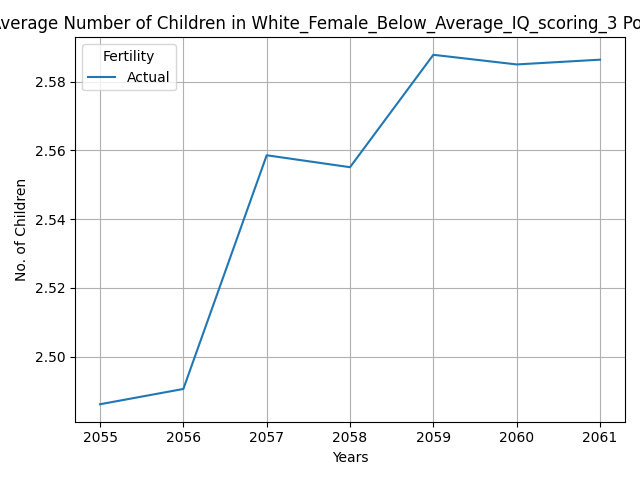 Average Number of Children in White_Female_Below_Average_IQ_scoring_3 Po
Fertility
Actual
2.58
2.56
2.54
2.52
2.50
No. of Children
2055 2056 2057 2058 2059 2060 2061
Years